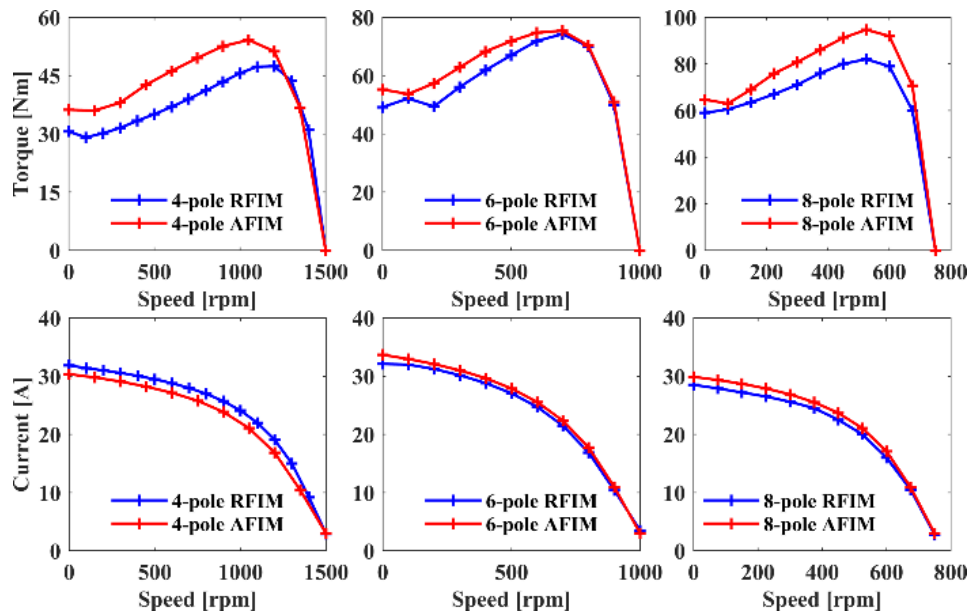 Torque [Nm]
60
45
30
15
0
4-pole RFIM
4-pole AFIM
0 500 1000 1500
Speed [rpm]
80
60
40
20
0
6-pole RFIM
6-pole AFIM
0 500 1000
Speed [rpm]
100
80
60
40
20
0
8-pole RFIM
8-pole AFIM
0 200 400 600 800
Speed [rpm]
Current [A]
40
30
20
10
0
4-pole RFIM
4-pole AFIM
0 500 1000 1500
Speed [rpm]
40
30
20
10
0
6-pole RFIM
6-pole AFIM
0 500 1000
Speed [rpm]
40
30
20
10
0
8-pole RFIM
8-pole AFIM
0 200 400 600 800
Speed [rpm]